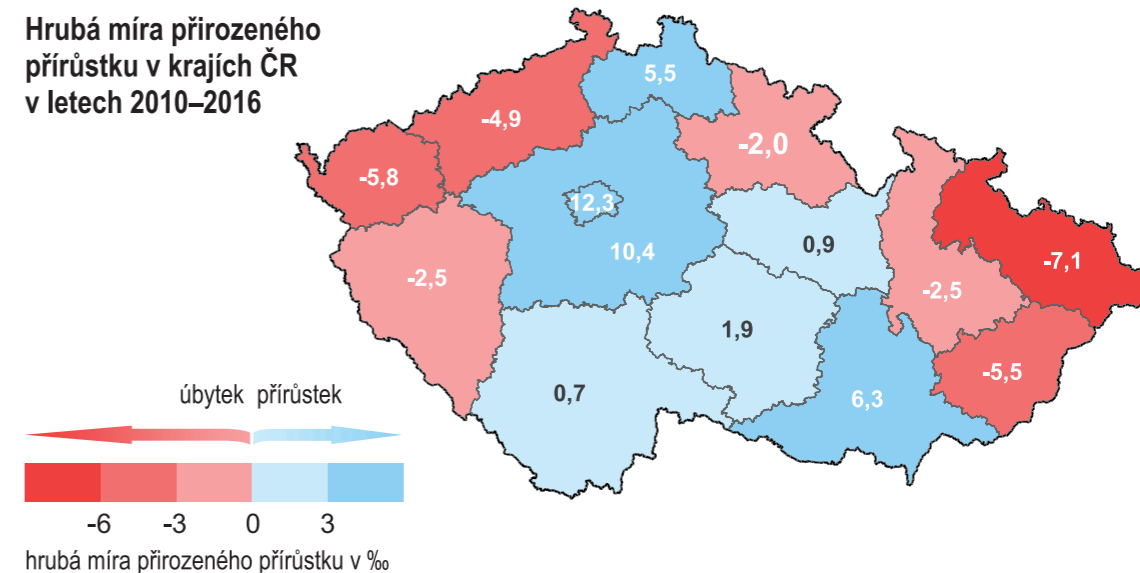 Hrubá míra přirozeného
přírůstku v krajích ČR
v letech 2010–2016
5,5
-4,9
-2,0
-5,8
12,3
0,9
10,4
-7,1
-2,5
-2,5
1,9
-5,5
0,7
6,3
úbytek přírůstek
-6 -3 0 3
hrubá míra přirozeného přírůstku v ‰